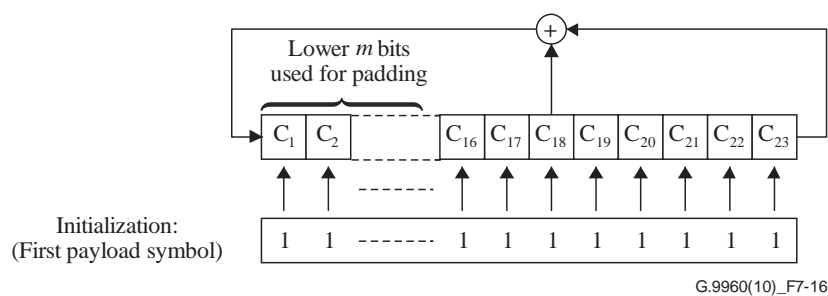 +
Lower m bits
used for padding
C1 C2 C16 C17 C18 C19 C20 C21 C22 C23
Initialization:
(First payload symbol)
1 1 1 1 1 1 1 1 1 1
G.9960(10)_F7-16